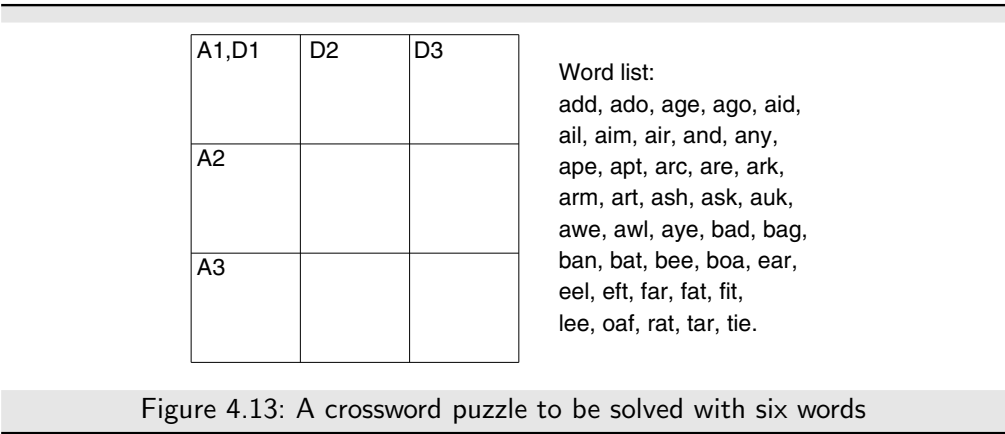 A1,D1 D2 D3
A2
A3
Word list:
add, ado, age, ago, aid,
ail, aim, air, and, any,
ape, apt, arc, are, ark,
arm, art, ash, ask, auk,
awe, awl, aye, bad, bag,
ban, bat, bee, boa, ear,
eel, eft, far, fat, fit,
lee, oaf, rat, tar, tie.
Figure 4.13: A crossword puzzle to be solved with six words